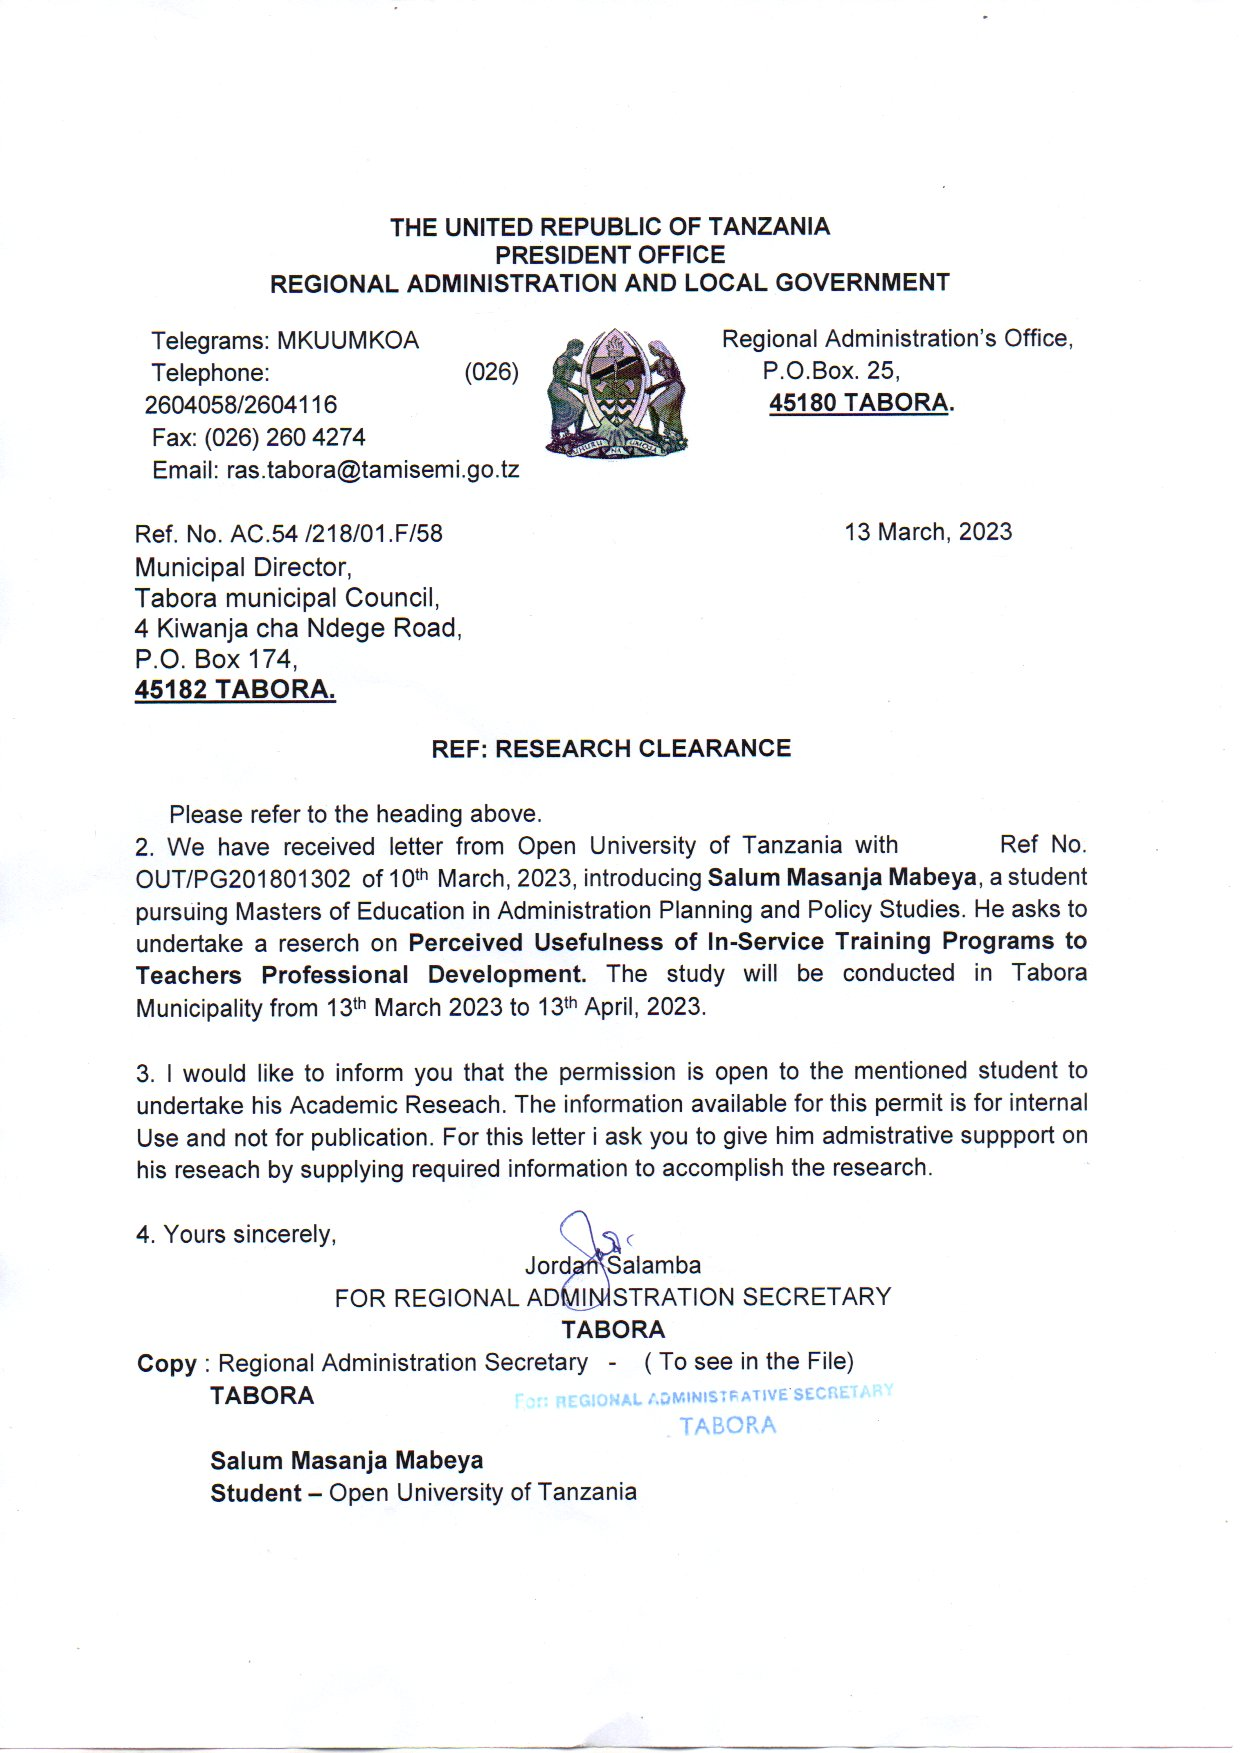 THE UNITED REPUBLIC OF TANZANIA
PRESIDENT OFFICE
REGIONAL ADMINISTRATION AND LOCAL GOVERNMENT
Telegrams: MKUUMKOA
Telephone: (026)
2604058/2604116
Fax: (026) 260 4274
Email: ras.tabora@tamisemi.go.tz
UHURU NA UMOJA
Regional Administration’s Office,
P.O.Box. 25,
45180 TABORA.
Ref. No. AC.54 /218/01.F/58
13 March, 2023
Municipal Director,
Tabora municipal Council,
4 Kiwanja cha Ndege Road,
P.O. Box 174,
45182 TABORA.
REF: RESEARCH CLEARANCE
Please refer to the heading above.
2. We have received letter from Open University of Tanzania with Ref No.
OUT/PG201801302 of 10th March, 2023, introducing Salum Masanja Mabeya, a student
pursuing Masters of Education in Administration Planning and Policy Studies. He asks to
undertake a reserch on Perceived Usefulness of In-Service Training Programs to
Teachers Professional Development. The study will be conducted in Tabora
Municipality from 13th March 2023 to 13th April, 2023.
3. I would like to inform you that the permission is open to the mentioned student to
undertake his Academic Reseach. The information available for this permit is for internal
Use and not for publication. For this letter i ask you to give him admistrative suppport on
his reseach by supplying required information to accomplish the research.
4. Yours sincerely,
Jordan Salamba
FOR REGIONAL ADMINISTRATION SECRETARY
TABORA
Copy : Regional Administration Secretary - ( To see in the File)
TABORA
For: REGIONAL ADMINISTRATIVE SECRETARY
TABORA
Salum Masanja Mabeya
Student – Open University of Tanzania